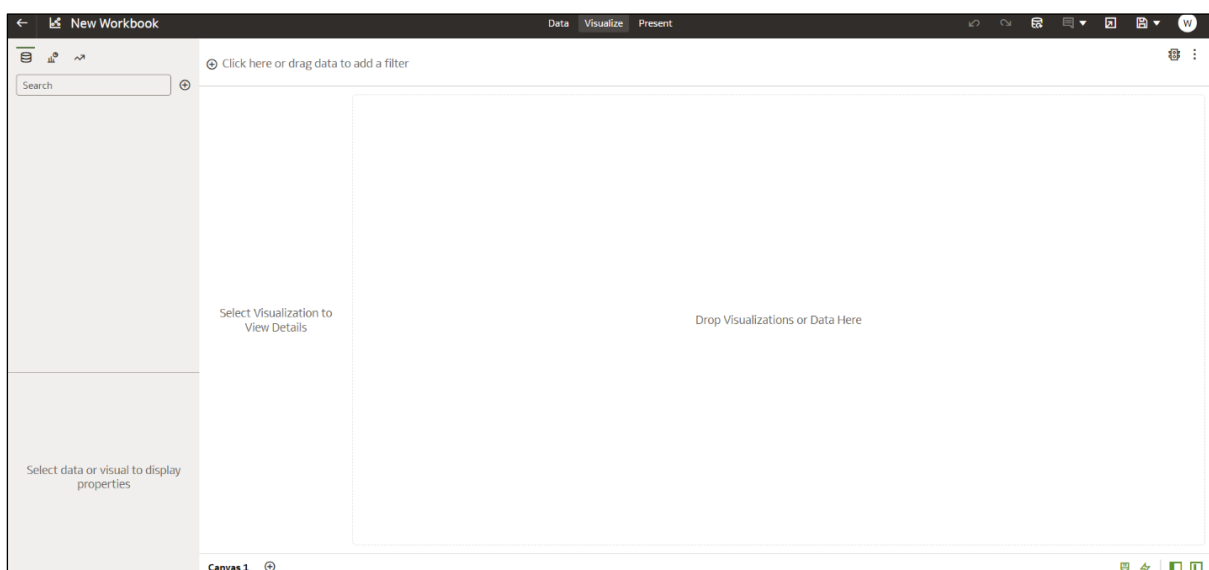 New Workbook
Data Visualize Present
W
Click here or drag data to add a filter
Search
Select Visualization to
View Details
Drop Visualizations or Data Here
Select data or visual to display
properties
Canvas 1